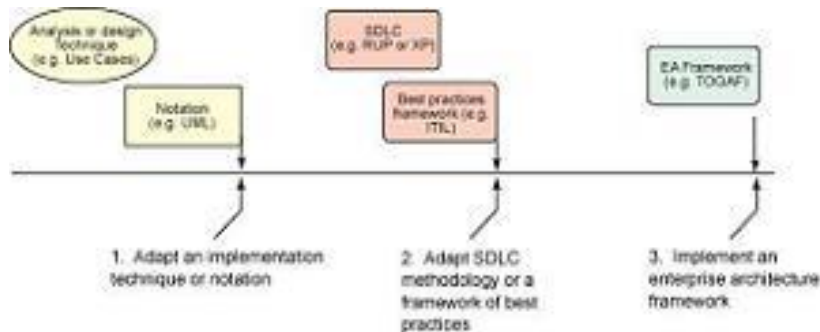 Analysis or design
Technique
(e.g. Use Cases)
Notation
(e.g. UML)
SDLC
(e.g. RUP or XP)
Best practices
framework (e.g.
ITIL)
EA Framework
(e.g. TOGAF)
1. Adapt an implementation
technique or notation
2. Adapt SDLC
methodology or a
framework of best
practices
3. Implement an
enterprise architecture
framework